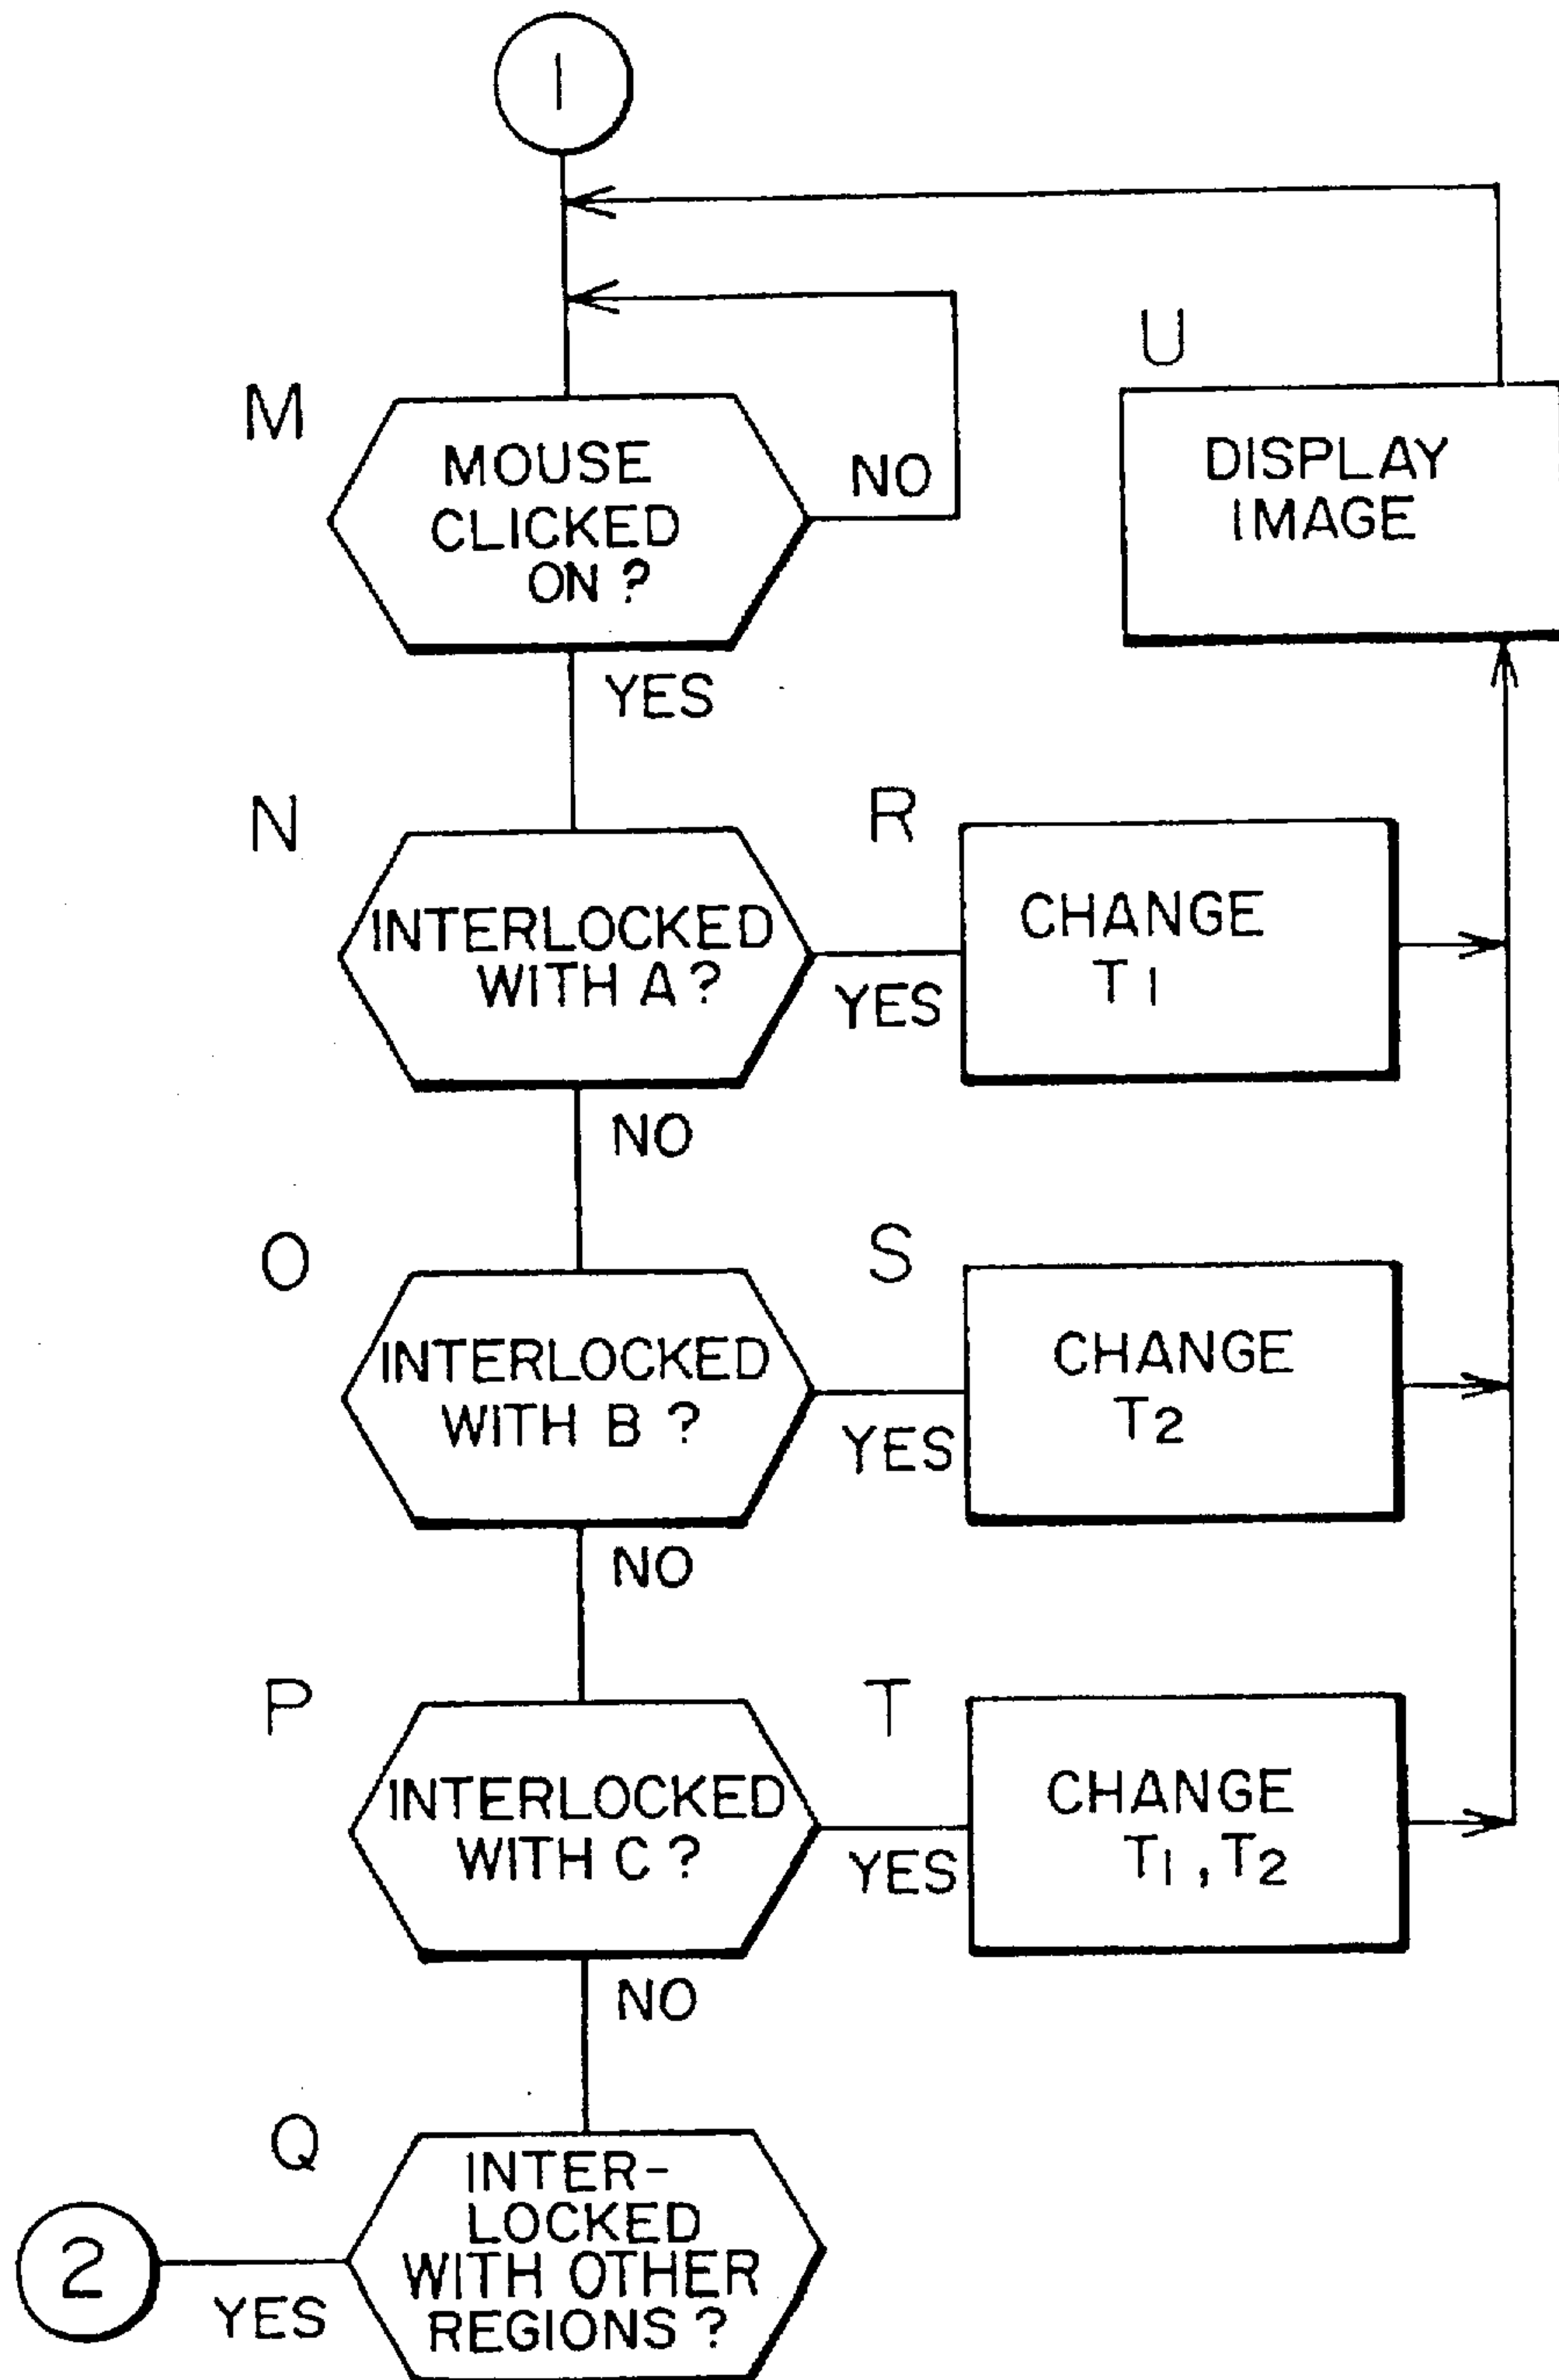 1
M
MOUSE
CLICKED
ON ?
NO
YES
U
DISPLAY
IMAGE
N
INTERLOCKED
WITH A ?
YES
NO
R
CHANGE
T1
O
INTERLOCKED
WITH B ?
YES
NO
S
CHANGE
T2
P
INTERLOCKED
WITH C ?
YES
NO
T
CHANGE
T1, T2
Q
INTER-
LOCKED
WITH OTHER
REGIONS ?
YES
2